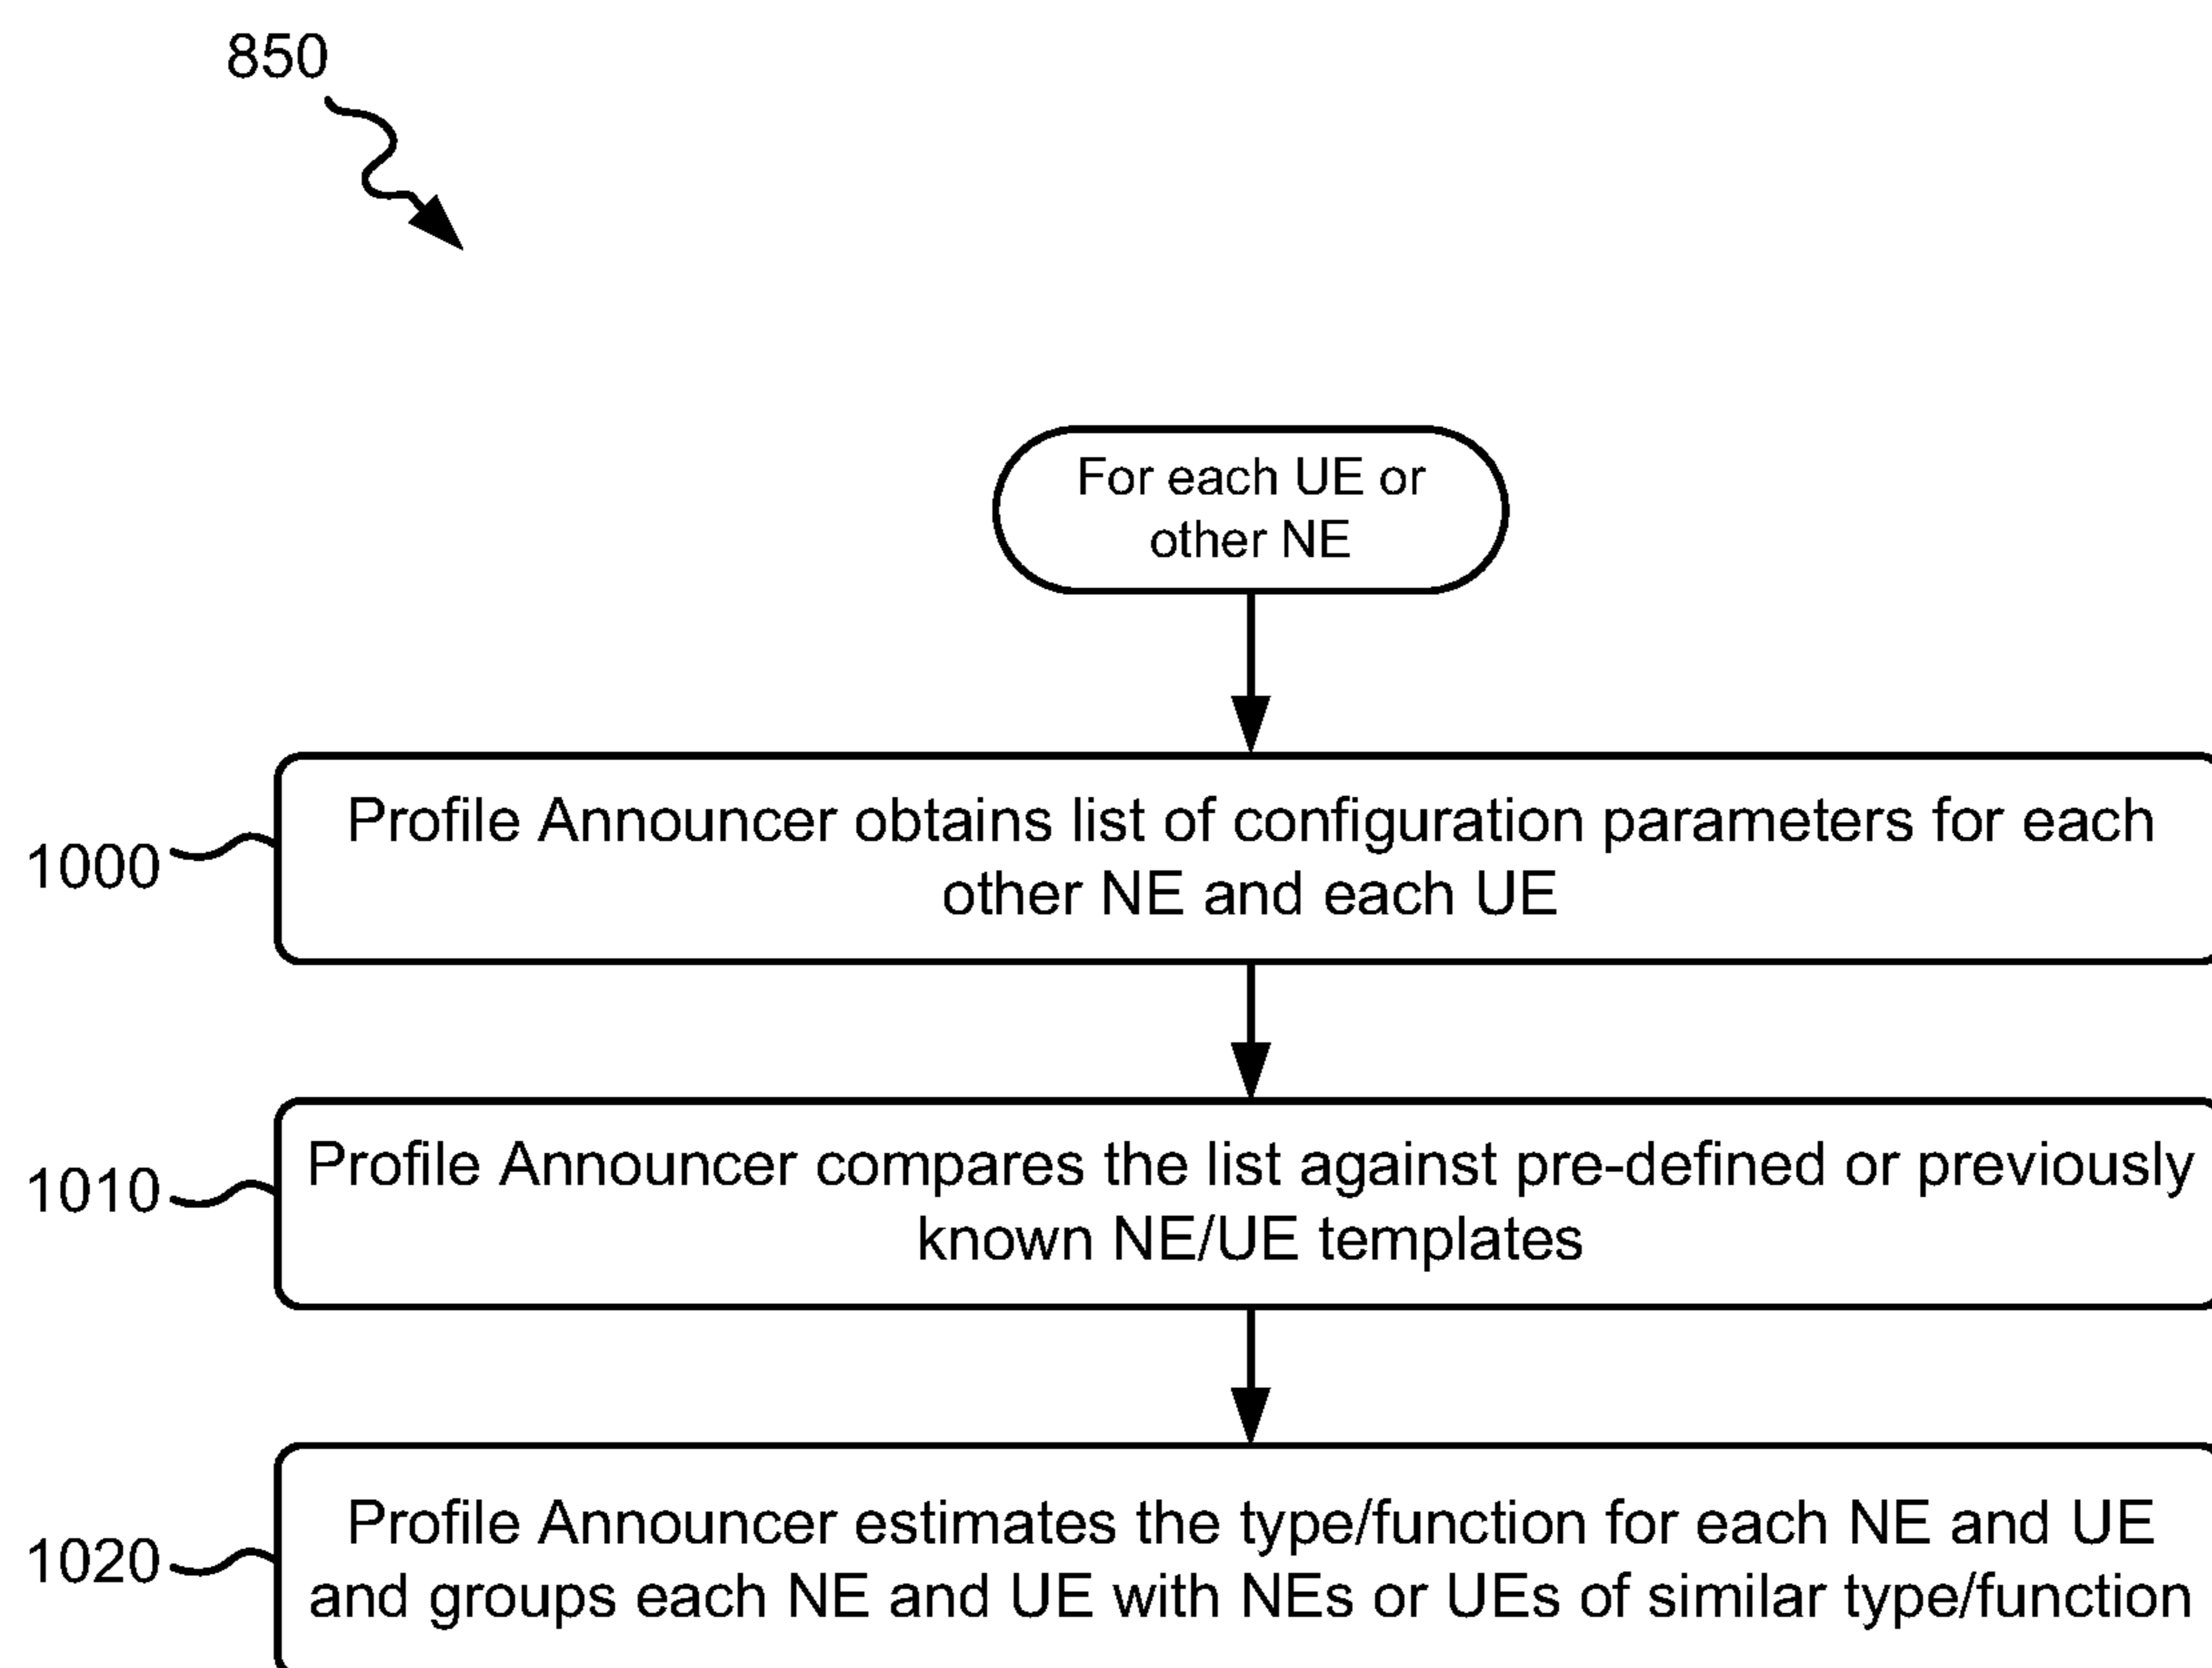 850
For each UE or
other NE
1000
Profile Announcer obtains list of configuration parameters for each
other NE and each UE
1010
Profile Announcer compares the list against pre-defined or previously
known NE/UE templates
1020
Profile Announcer estimates the type/function for each NE and UE
and groups each NE and UE with NEs or UEs of similar type/function